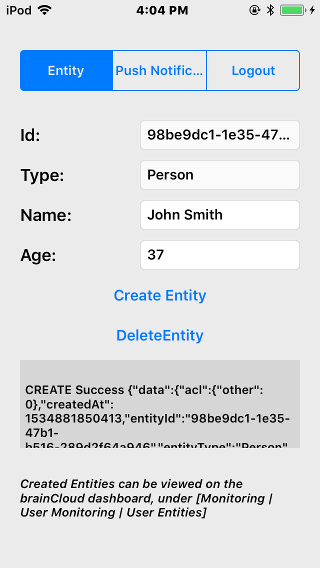 iPod 4:04 PM
Entity Push Notific... Logout
Id: 98be9dc1-1e35-47...
Type: Person
Name: John Smith
Age: 37
Create Entity
DeleteEntity
CREATE Success {"data":{"acl":{"other":
0},"createdAt":
1534881850413,"entityId":"98be9dc1-1e35-
47b1-
b516-289d2f64a946","entityType":"Person"
Created Entities can be viewed on the
brainCloud dashboard, under [Monitoring |
User Monitoring | User Entities]